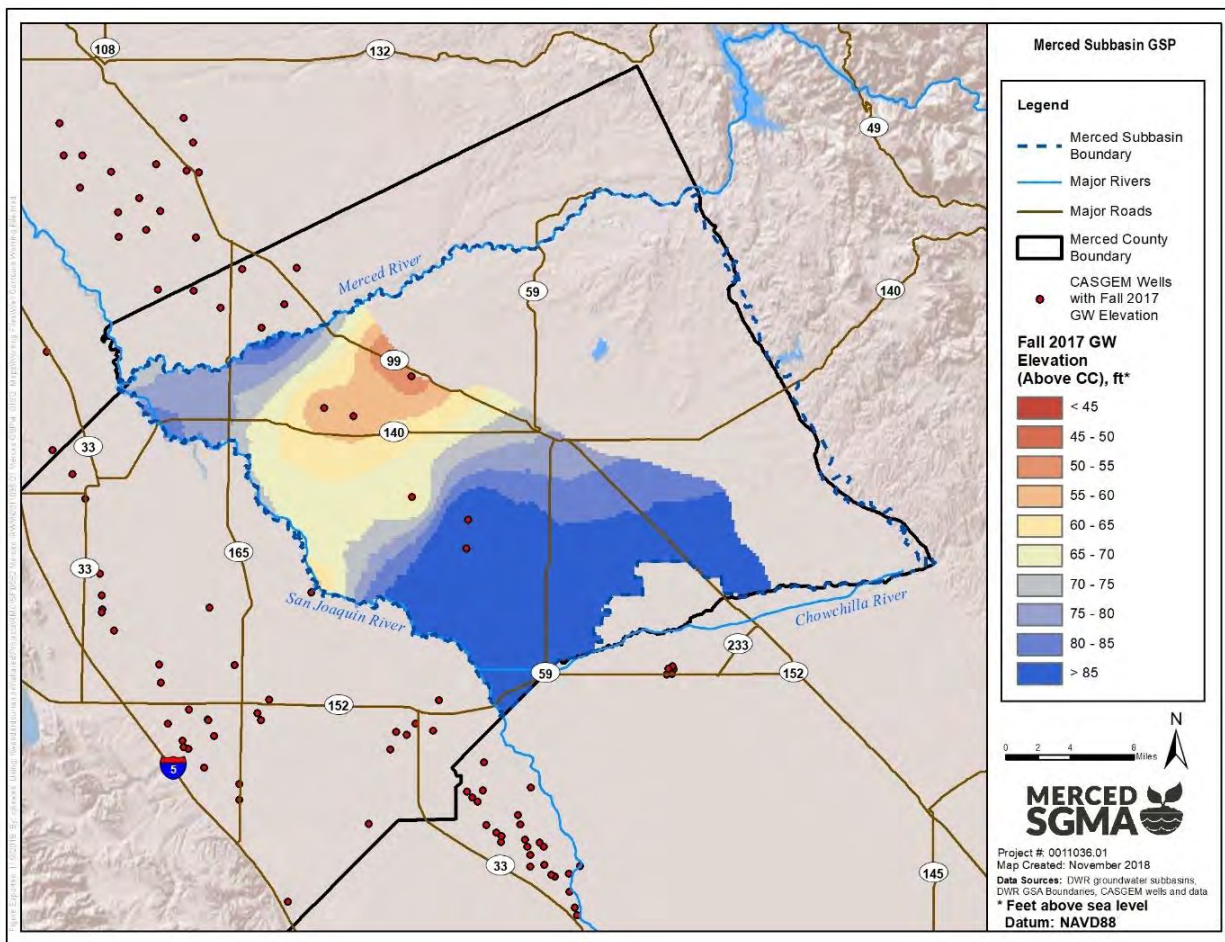 108
132
49
Merced River
59
140
99
140
33
165
33
San Joaquin River
Chowchilla River
233
59
152
152
5
33
145
Merced Subbasin GSP
Legend
Merced Subbasin
Boundary
Major Rivers
Major Roads
Merced County
Boundary
CASGEM Wells
with Fall 2017
GW Elevation
Fall 2017 GW
Elevation
(Above CC), ft*
< 45
45 - 50
50 - 55
55 - 60
60 - 65
65 - 70
70 - 75
75 - 80
80 - 85
> 85
N
0 2 4 8
Miles
MERCED
SGMA
Project #: 0011036.01
Map Created: November 2018
Data Sources: DWR groundwater subbasins,
DWR GSA Boundaries, CASGEM wells and data
* Feet above sea level
Datum: NAVD88